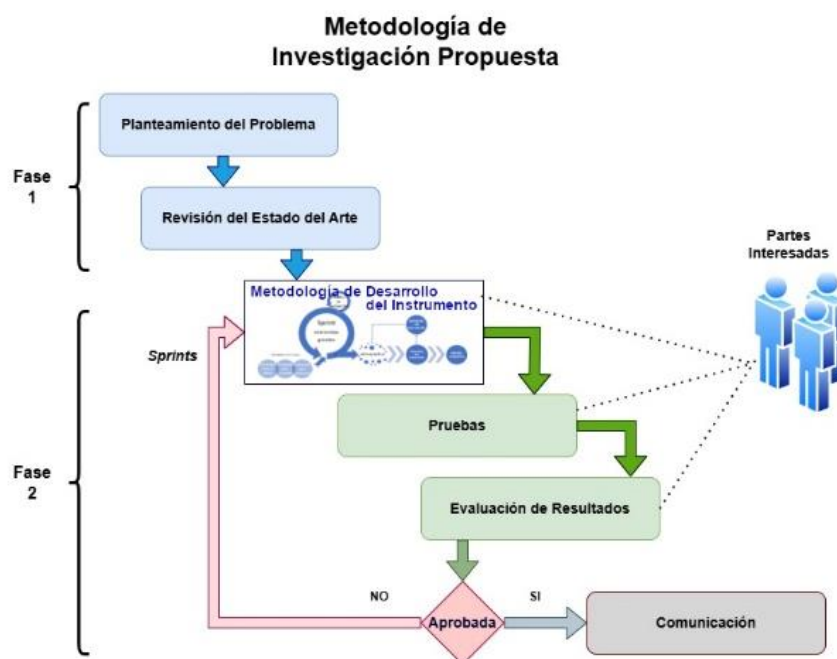 Metodología de
Investigación Propuesta
Planteamiento del Problema
Fase
1
Revisión del Estado del Arte
Partes
Interesadas
Metodología de Desarrollo
del Instrumento
Sprints
Pruebas
Fase
2
Evaluación de Resultados
NO
SI
Aprobada
Comunicación